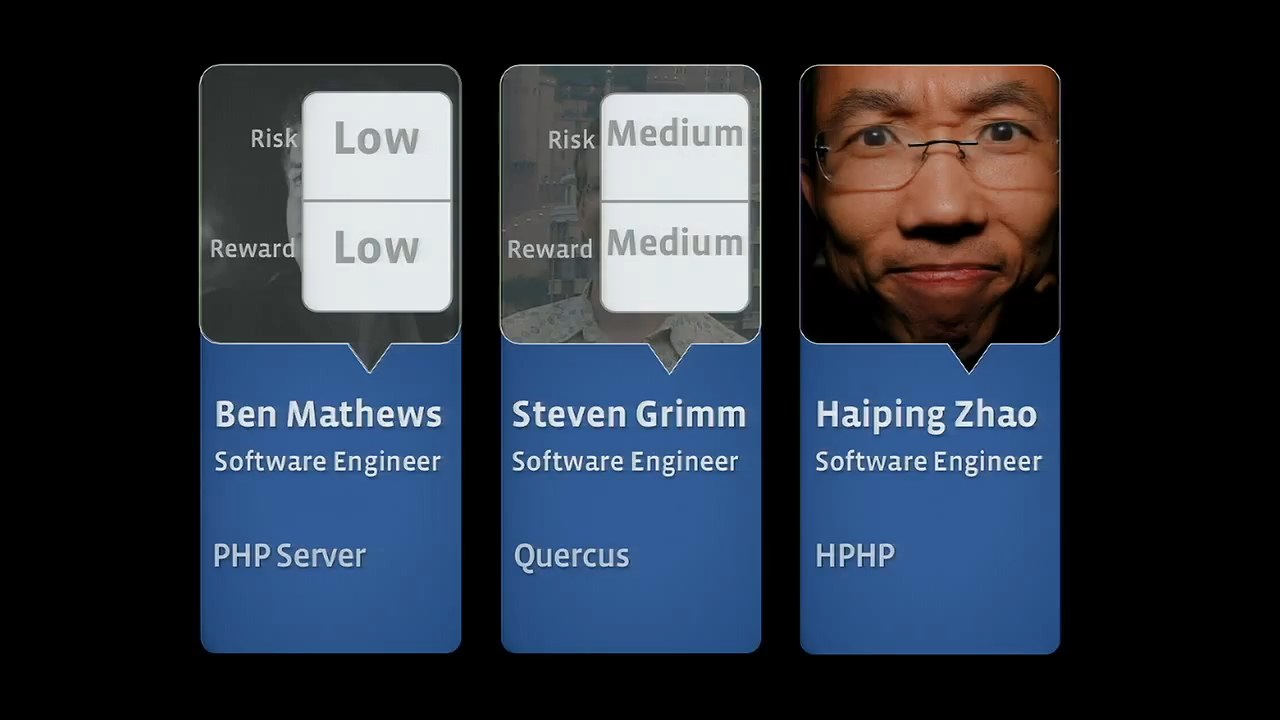 Risk Low
Reward Low
Ben Mathews
Software Engineer
PHP Server
Risk Medium
Reward Medium
Steven Grimm
Software Engineer
Quercus
Haiping Zhao
Software Engineer
HPHP